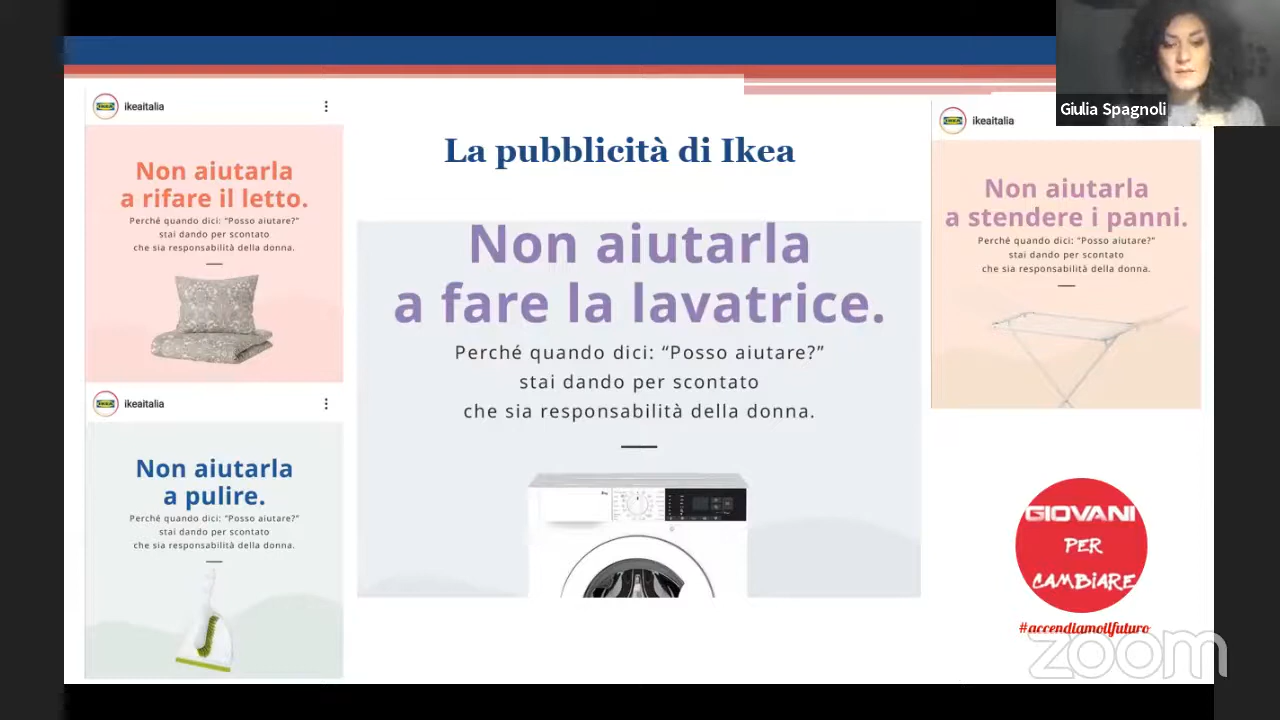 Giulia Spagnoli
La pubblicità di Ikea
ikeaitalia
Non aiutarla
a rifare il letto.
Perché quando dici: “Posso aiutare?”
stai dando per scontato
che sia responsabilità della donna.
ikeaitalia
Non aiutarla
a pulire.
Perché quando dici: “Posso aiutare?”
stai dando per scontato
che sia responsabilità della donna.
Non aiutarla
a fare la lavatrice.
Perché quando dici: “Posso aiutare?”
stai dando per scontato
che sia responsabilità della donna.
ikeaitalia
Non aiutarla
a stendere i panni.
Perché quando dici: “Posso aiutare?”
stai dando per scontato
che sia responsabilità della donna.
GIOVANI
PER
CAMBIARE
#accendiamoilfuturo
zoom